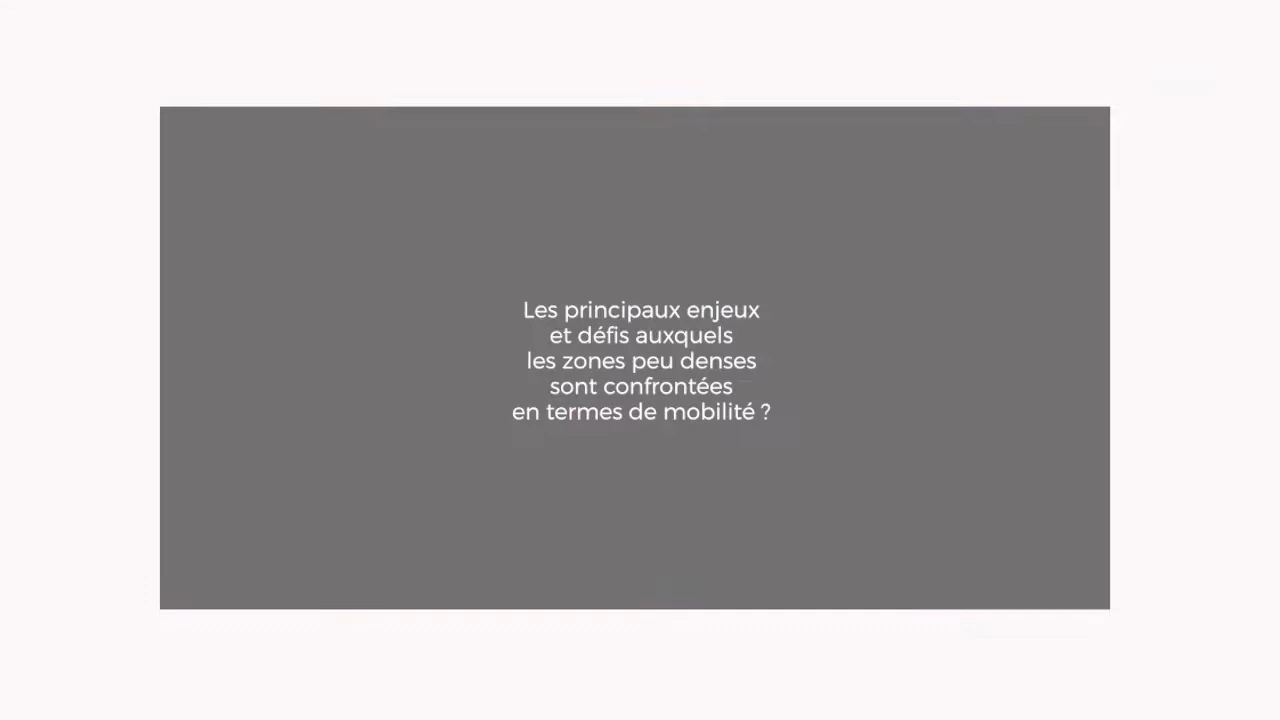 Les principaux enjeux
et défis auxquels
les zones peu denses
sont confrontées
en termes de mobilité ?